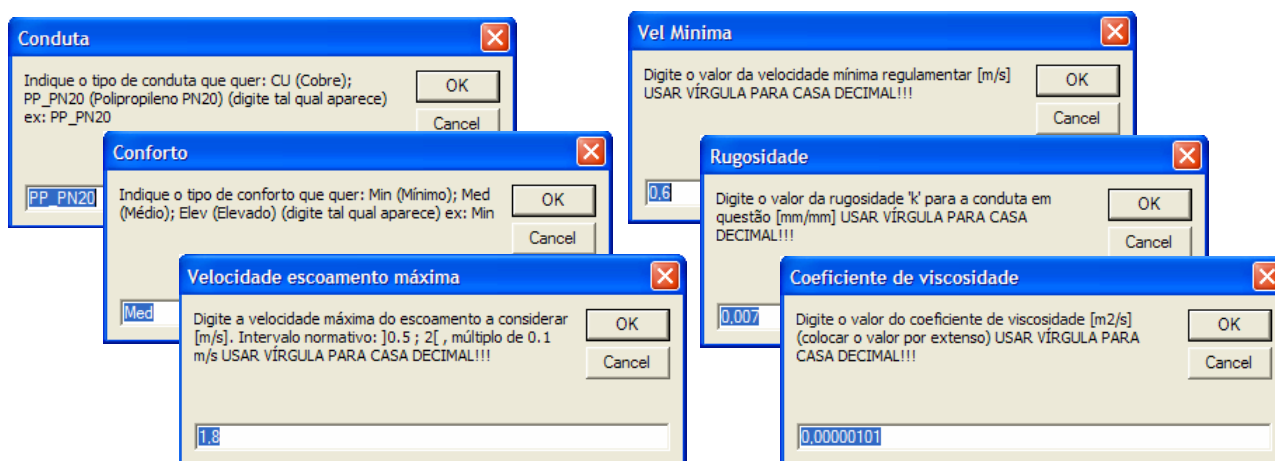 Conduta
Indique o tipo de conduta que quer: CU (Cobre);
PP_PN20 (Polipropileno PN20) (digite tal qual aparece)
ex: PP_PN20
OK
Cancel
PP_PN20
Conforto
Indique o tipo de conforto que quer: Min (Mínimo); Med
(Médio); Elev (Elevado) (digite tal qual aparece) ex: Min
OK
Cancel
Med
Velocidade escoamento máxima
Digite a velocidade máxima do escoamento a considerar
[m/s]. Intervalo normativo: ]0.5 ; 2[ , múltiplo de 0.1
m/s USAR VÍRGULA PARA CASA DECIMAL!!!
OK
Cancel
1,8
Vel Minima
Digite o valor da velocidade mínima regulamentar [m/s]
USAR VÍRGULA PARA CASA DECIMAL!!!
OK
Cancel
0,6
Rugosidade
Digite o valor da rugosidade 'k' para a conduta em
questão [mm/mm] USAR VÍRGULA PARA CASA
DECIMAL!!!
OK
Cancel
0,007
Coeficiente de viscosidade
Digite o valor do coeficiente de viscosidade [m2/s]
(colocar o valor por extenso) USAR VÍRGULA PARA
CASA DECIMAL!!!
OK
Cancel
0,00000101